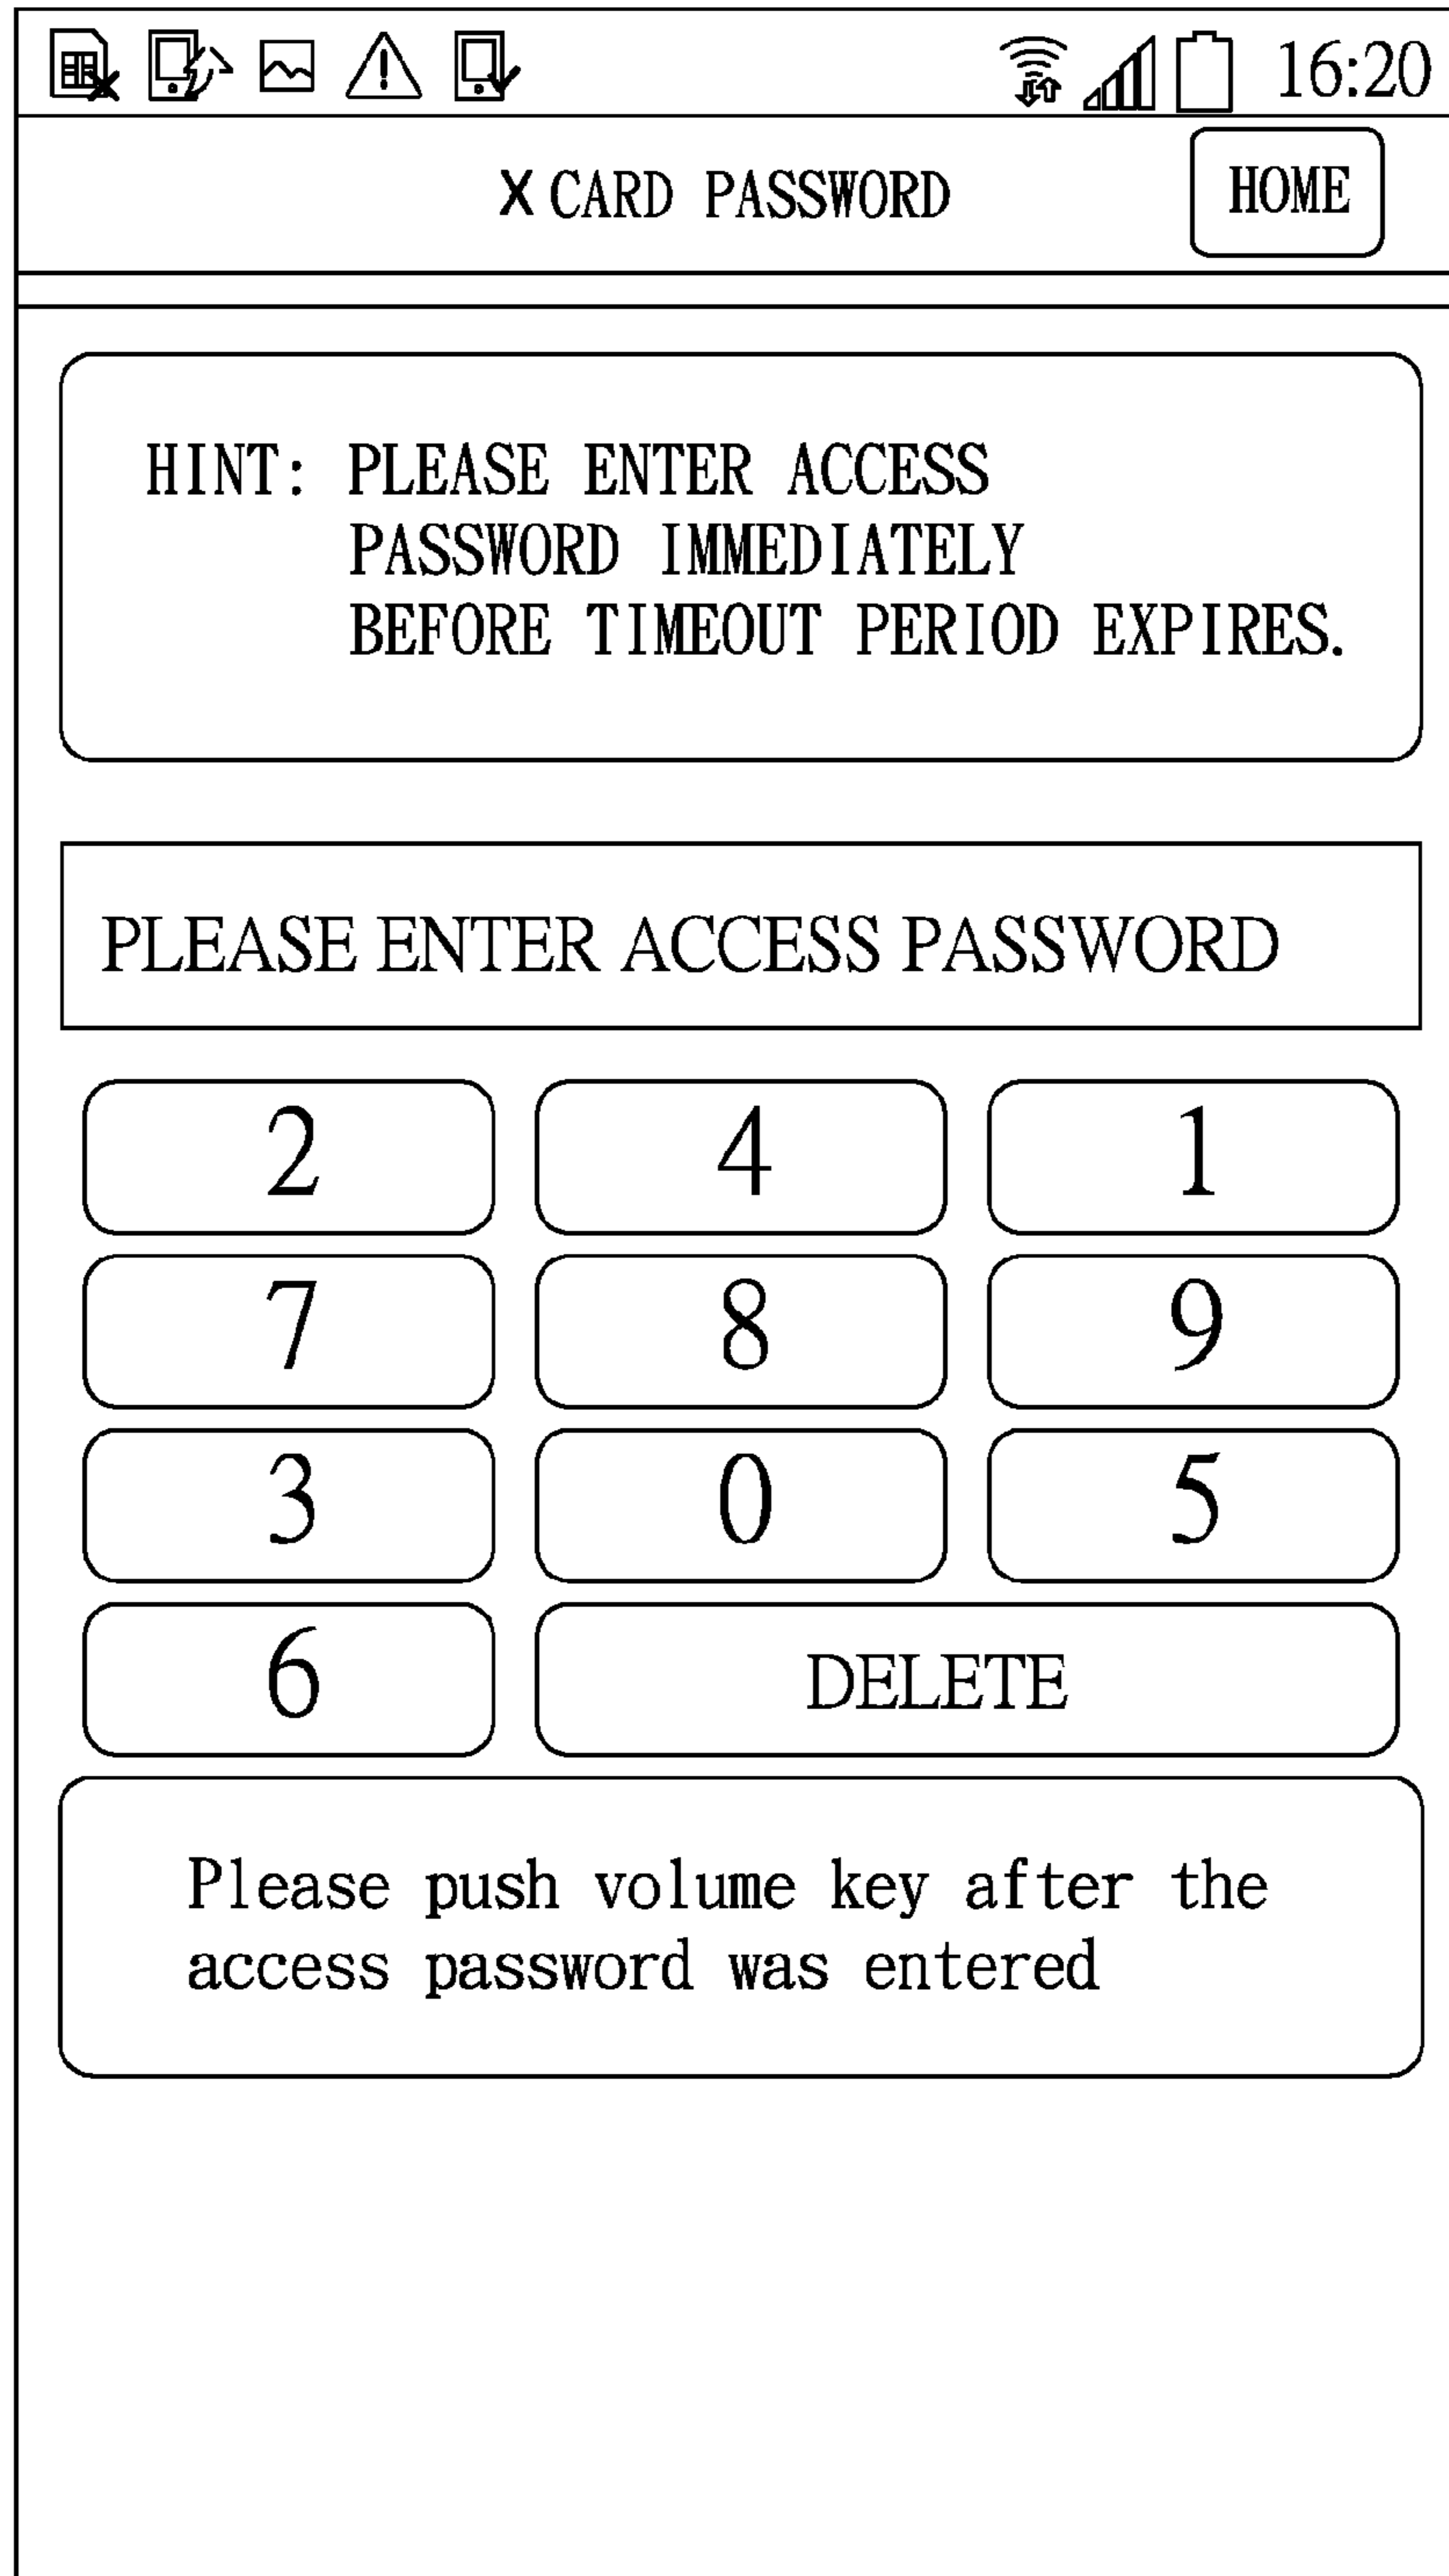 16:20
X CARD PASSWORD HOME
HINT: PLEASE ENTER ACCESS
PASSWORD IMMEDIATELY
BEFORE TIMEOUT PERIOD EXPIRES.
PLEASE ENTER ACCESS PASSWORD
2 4 1
7 8 9
3 0 5
6 DELETE
Please push volume key after the
access password was entered